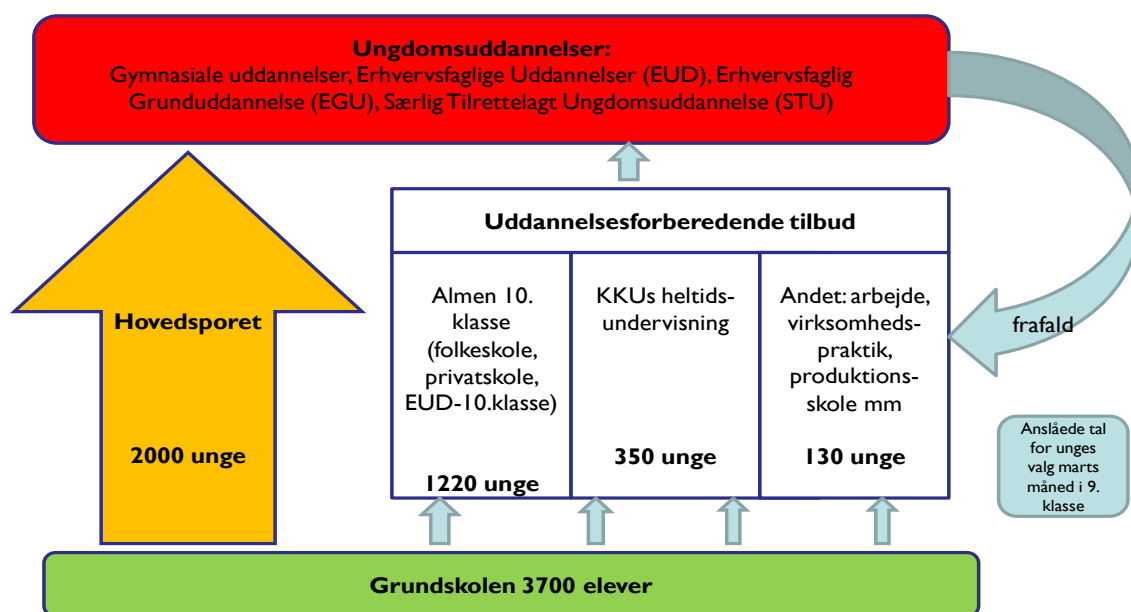 Ungdomsuddannelser:
Gymnasiale uddannelser, Erhvervsfaglige Uddannelser (EUD), Erhvervsfaglig
Grunduddannelse (EGU), Særlig Tilrettelagt Ungdomsuddannelse (STU)
Uddannelsesforberedende tilbud
Hovedsporet
2000 unge
Almen 10.
klasse
(folkeskole,
privatskole,
EUD-10.klasse)
1220 unge
KKUs heltids-
undervisning
350 unge
Andet: arbejde,
virksomheds-
praktik,
produktions-
skole mm
130 unge
frafald
Anslåede tal
for unges
valg marts
måned i 9.
klasse
Grundskolen 3700 elever